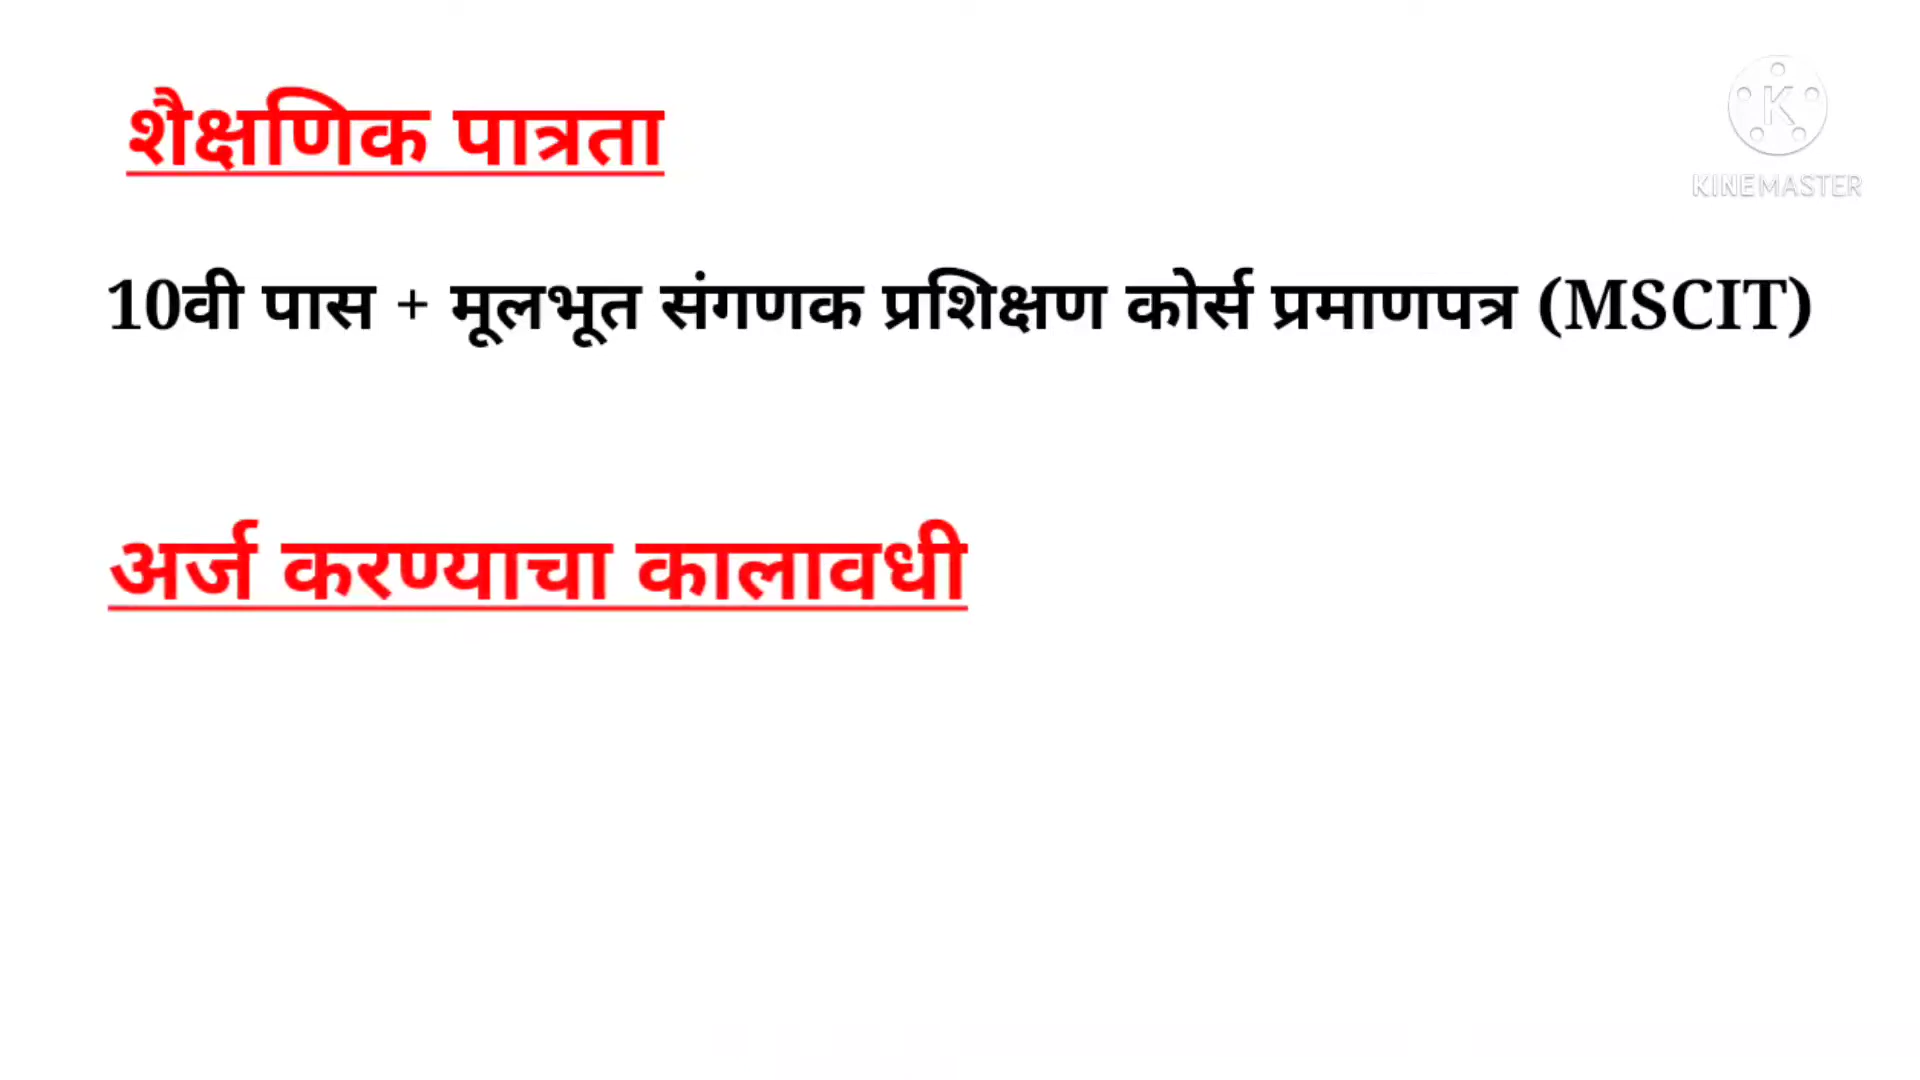 शैक्षणिक पात्रता
K
KINEMASTER
10वी पास + मूलभूत संगणक प्रशिक्षण कोर्स प्रमाणपत्र (MSCIT)
अर्ज करण्याचा कालावधी